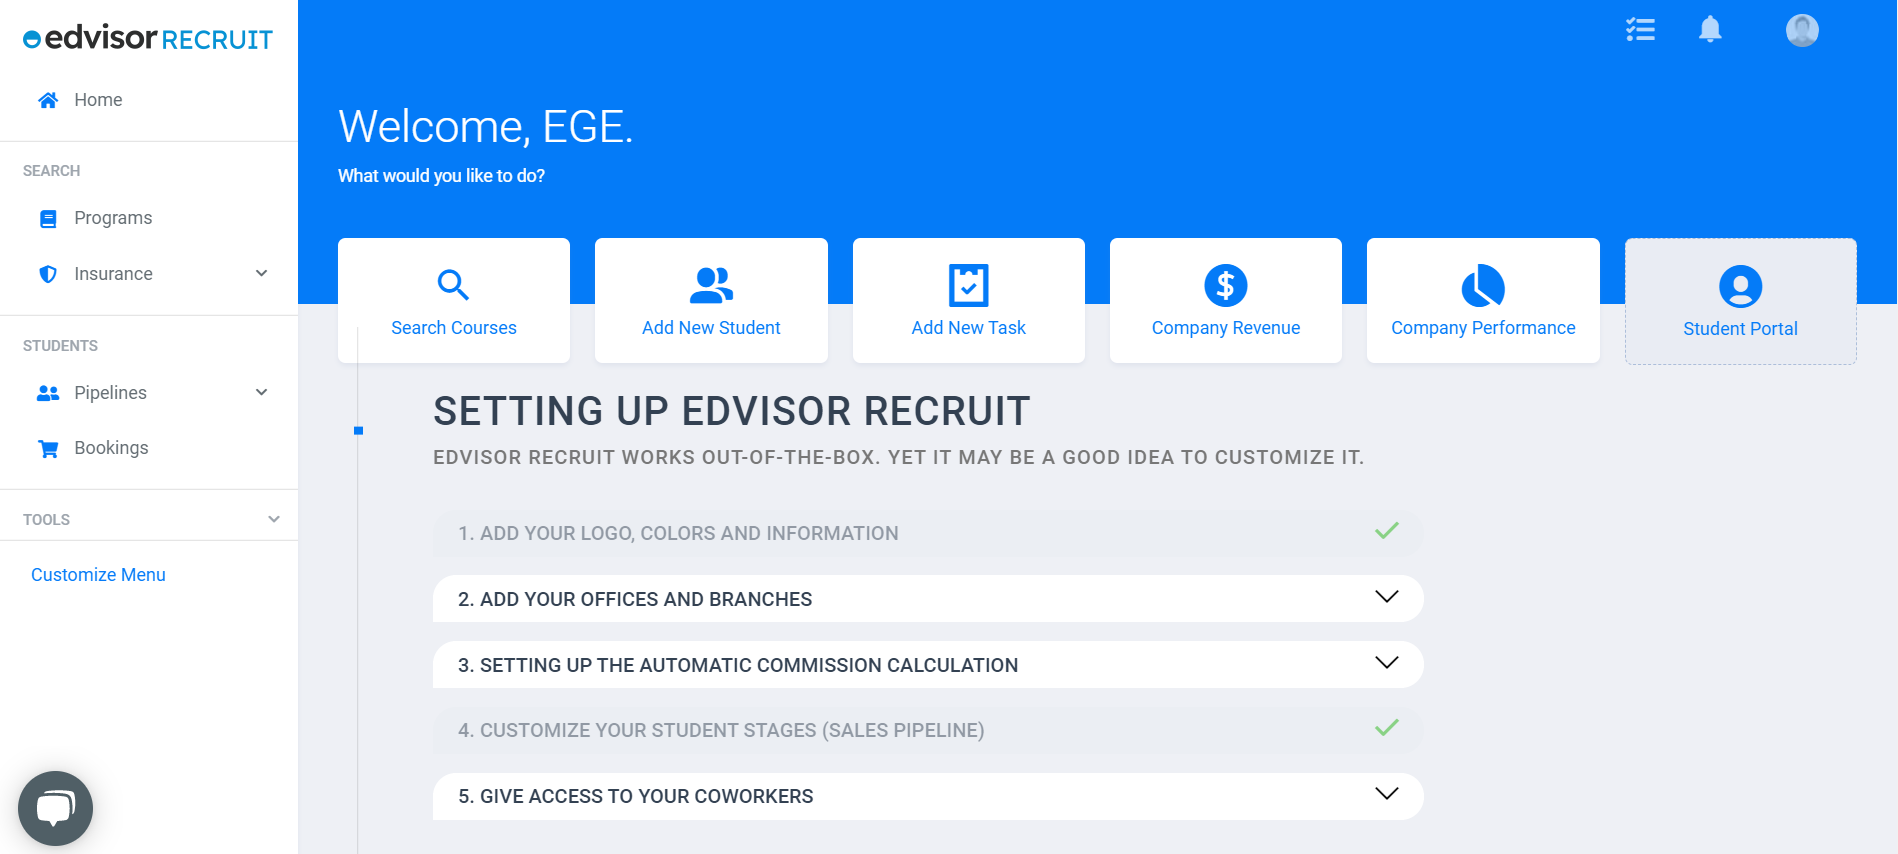 edvisor RECRUIT
Home
SEARCH
Programs
Insurance
STUDENTS
Pipelines
Bookings
TOOLS
Customize Menu
Welcome, EGE.
What would you like to do?
Search Courses
Add New Student
Add New Task
Company Revenue
Company Performance
Student Portal
SETTING UP EDVISOR RECRUIT
EDVISOR RECRUIT WORKS OUT-OF-THE-BOX. YET IT MAY BE A GOOD IDEA TO CUSTOMIZE IT.
1. ADD YOUR LOGO, COLORS AND INFORMATION
2. ADD YOUR OFFICES AND BRANCHES
3. SETTING UP THE AUTOMATIC COMMISSION CALCULATION
4. CUSTOMIZE YOUR STUDENT STAGES (SALES PIPELINE)
5. GIVE ACCESS TO YOUR COWORKERS